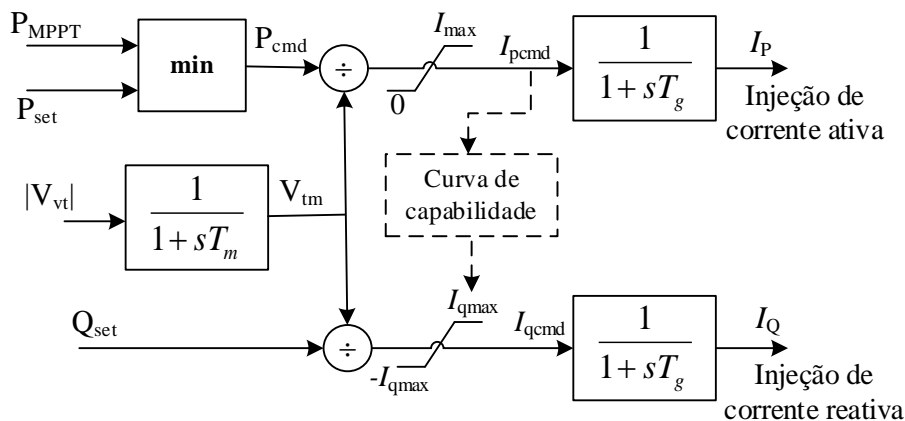 P_MPPT
P_set
min
P_cmd
÷
I_max
0
I_pcmd
1
1 + sT_g
I_P
Injeção de
corrente ativa
|V_vt|
1
1 + sT_m
V_tm
Curva de
capabilidade
Q_set
÷
I_qmax
-I_qmax
I_qcmd
1
1 + sT_g
I_Q
Injeção de
corrente reativa